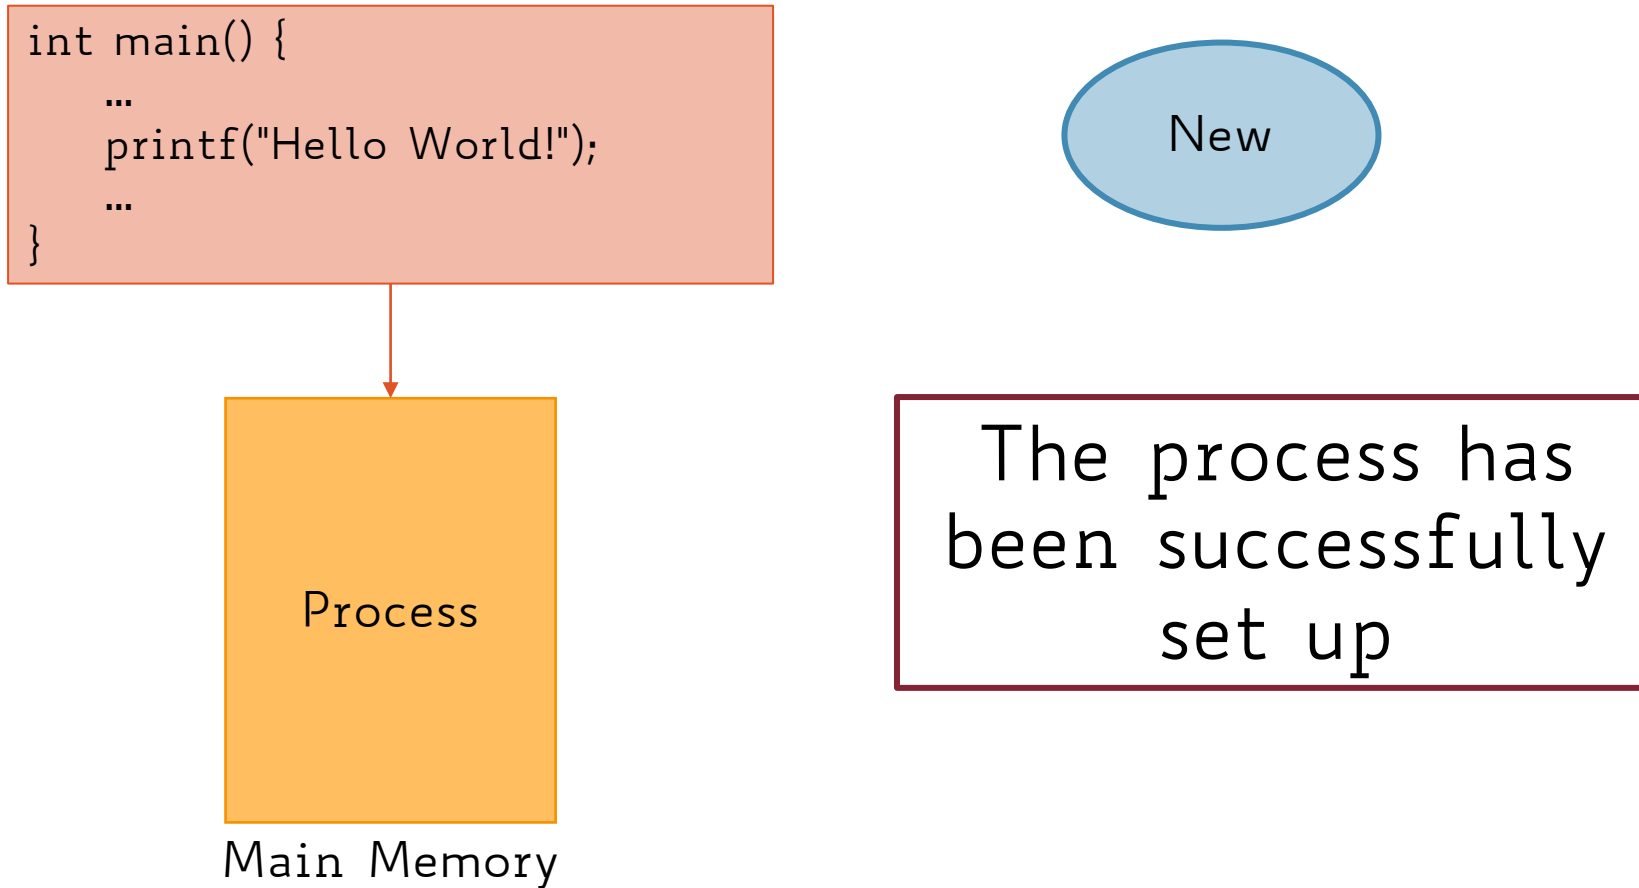 int main() {
…
printf("Hello World!");
…
}
New
Process
Main Memory
The process has
been successfully
set up